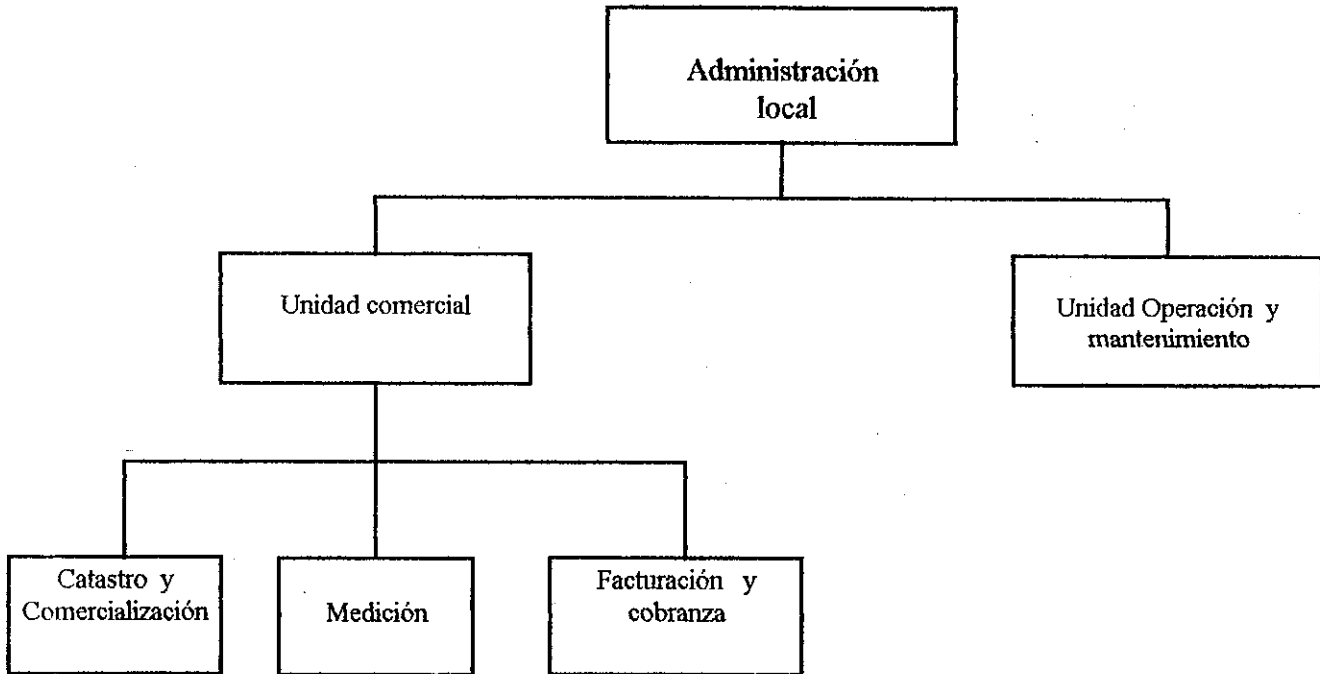 Administración
local
Unidad comercial
Unidad Operación y
mantenimiento
Catastro y
Comercialización
Medición
Facturación y
cobranza